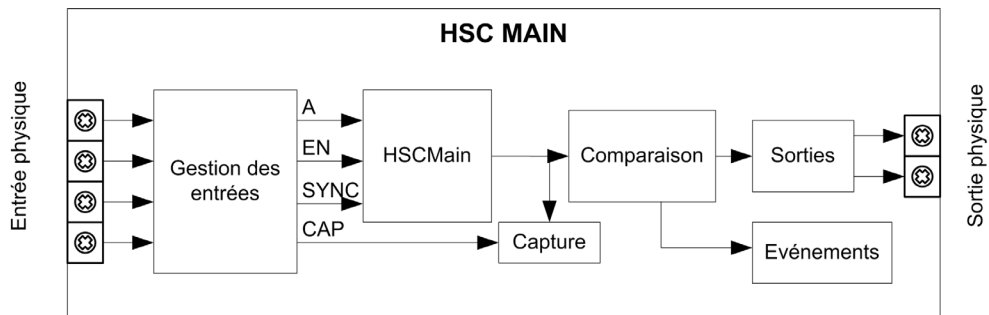 HSC MAIN
Entrée physique
Gestion des
entrées
A
EN
SYNC
CAP
HSCMain
Capture
Comparaison
Sorties
Evénements
Sortie physique